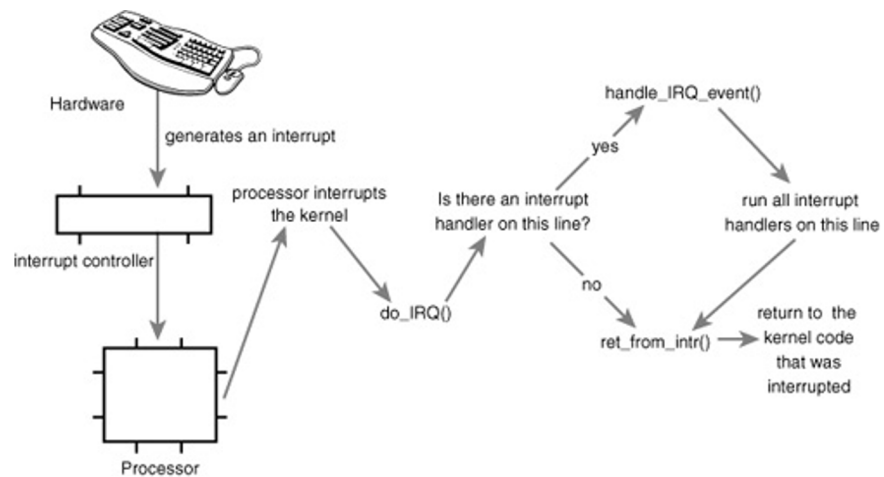 Hardware
generates an interrupt
interrupt controller
Processor
processor interrupts
the kernel
do_IRQ()
Is there an interrupt
handler on this line?
yes
no
handle_IRQ_event()
run all interrupt
handlers on this line
ret_from_intr()
return to the
kernel code
that was
interrupted